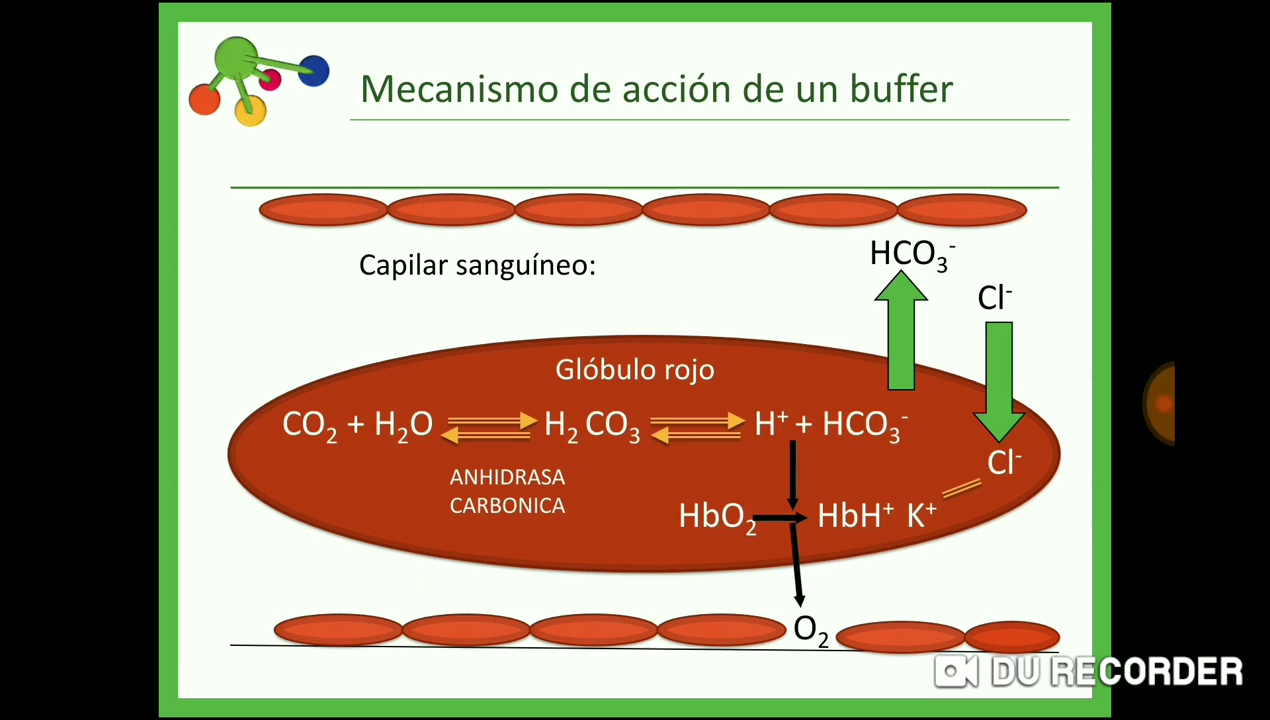 Mecanismo de acción de un buffer
HCO₃⁻
Capilar sanguíneo:
Cl⁻
Glóbulo rojo
CO₂ + H₂O H₂ CO₃ H⁺ + HCO₃⁻
Cl⁻
ANHIDRASA
CARBONICA
HbO₂ HbH⁺ K⁺
O₂
DU RECORDER